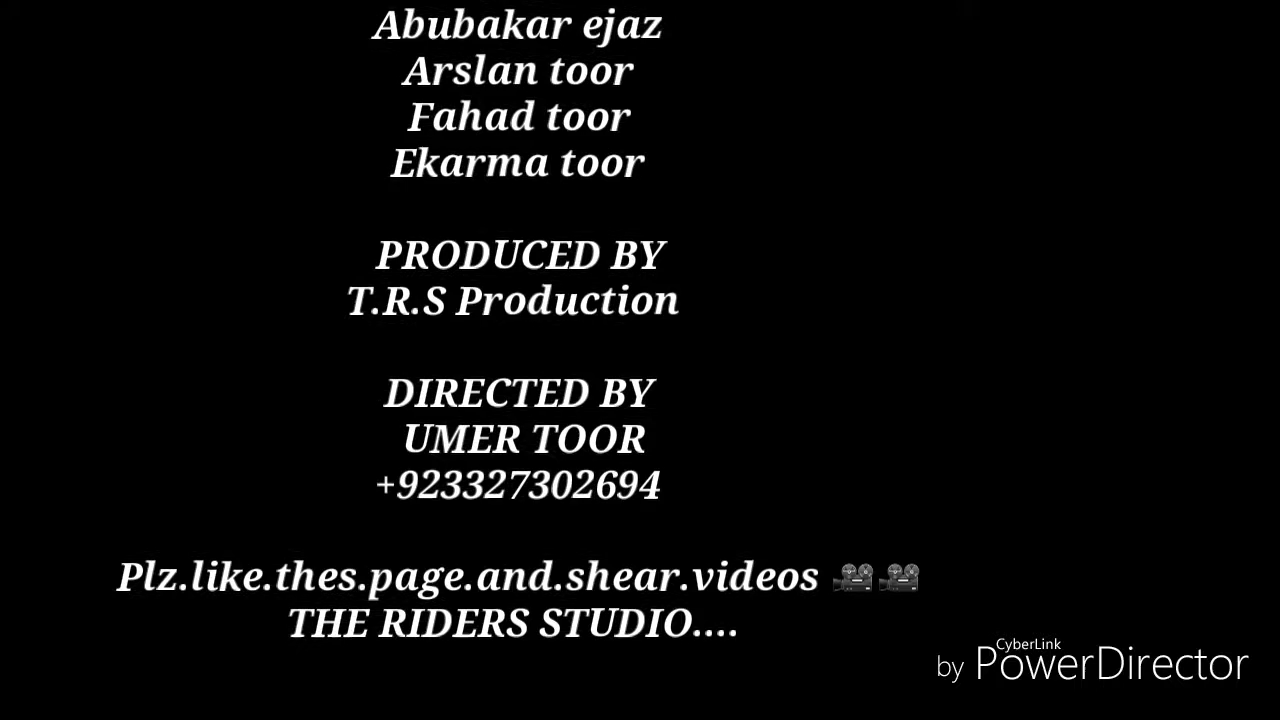 Abubakar ejaz
Arslan toor
Fahad toor
Ekarma toor
PRODUCED BY
T.R.S Production
DIRECTED BY
UMER TOOR
+923327302694
Plz.like.thes.page.and.shear.videos 🎥🎥
THE RIDERS STUDIO....
CyberLink
by PowerDirector